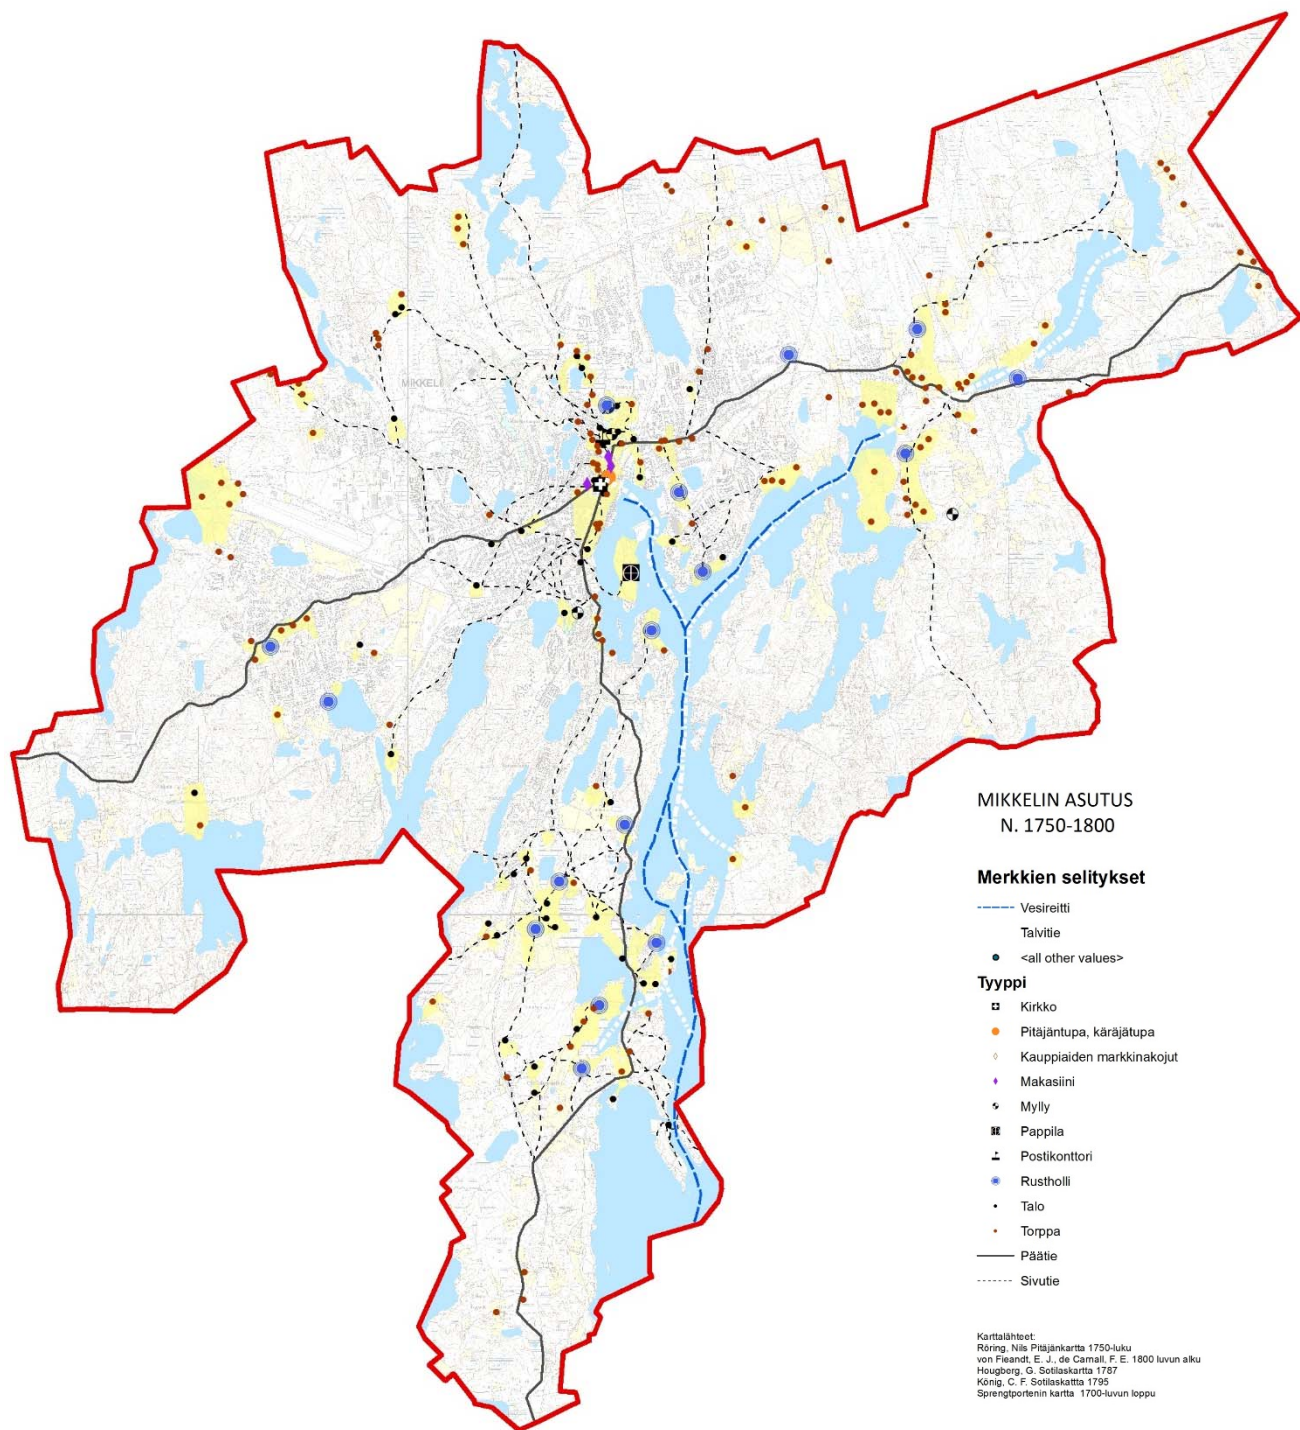 MIKKELI
MIKKELIN ASUTUS
N. 1750-1800
Merkkien selitykset
Vesireitti
Talvitie
<all other values>
Tyyppi
Kirkko
Pitäjäntupa, käräjätupa
Kauppiaiden markkinakojut
Makasiini
Mylly
Pappila
Postikonttori
Rustholli
Talo
Torppa
Päätie
Sivutie
Karttalähteet:
Röring, Nils Pitäjänkartta 1750-luku
von Fieandt, E. J., de Carnall, F. E. 1800 luvun alku
Hougberg, G. Sotilaskartta 1787
König, C. F. Sotilaskattta 1795
Sprengtportenin kartta 1700-luvun loppu